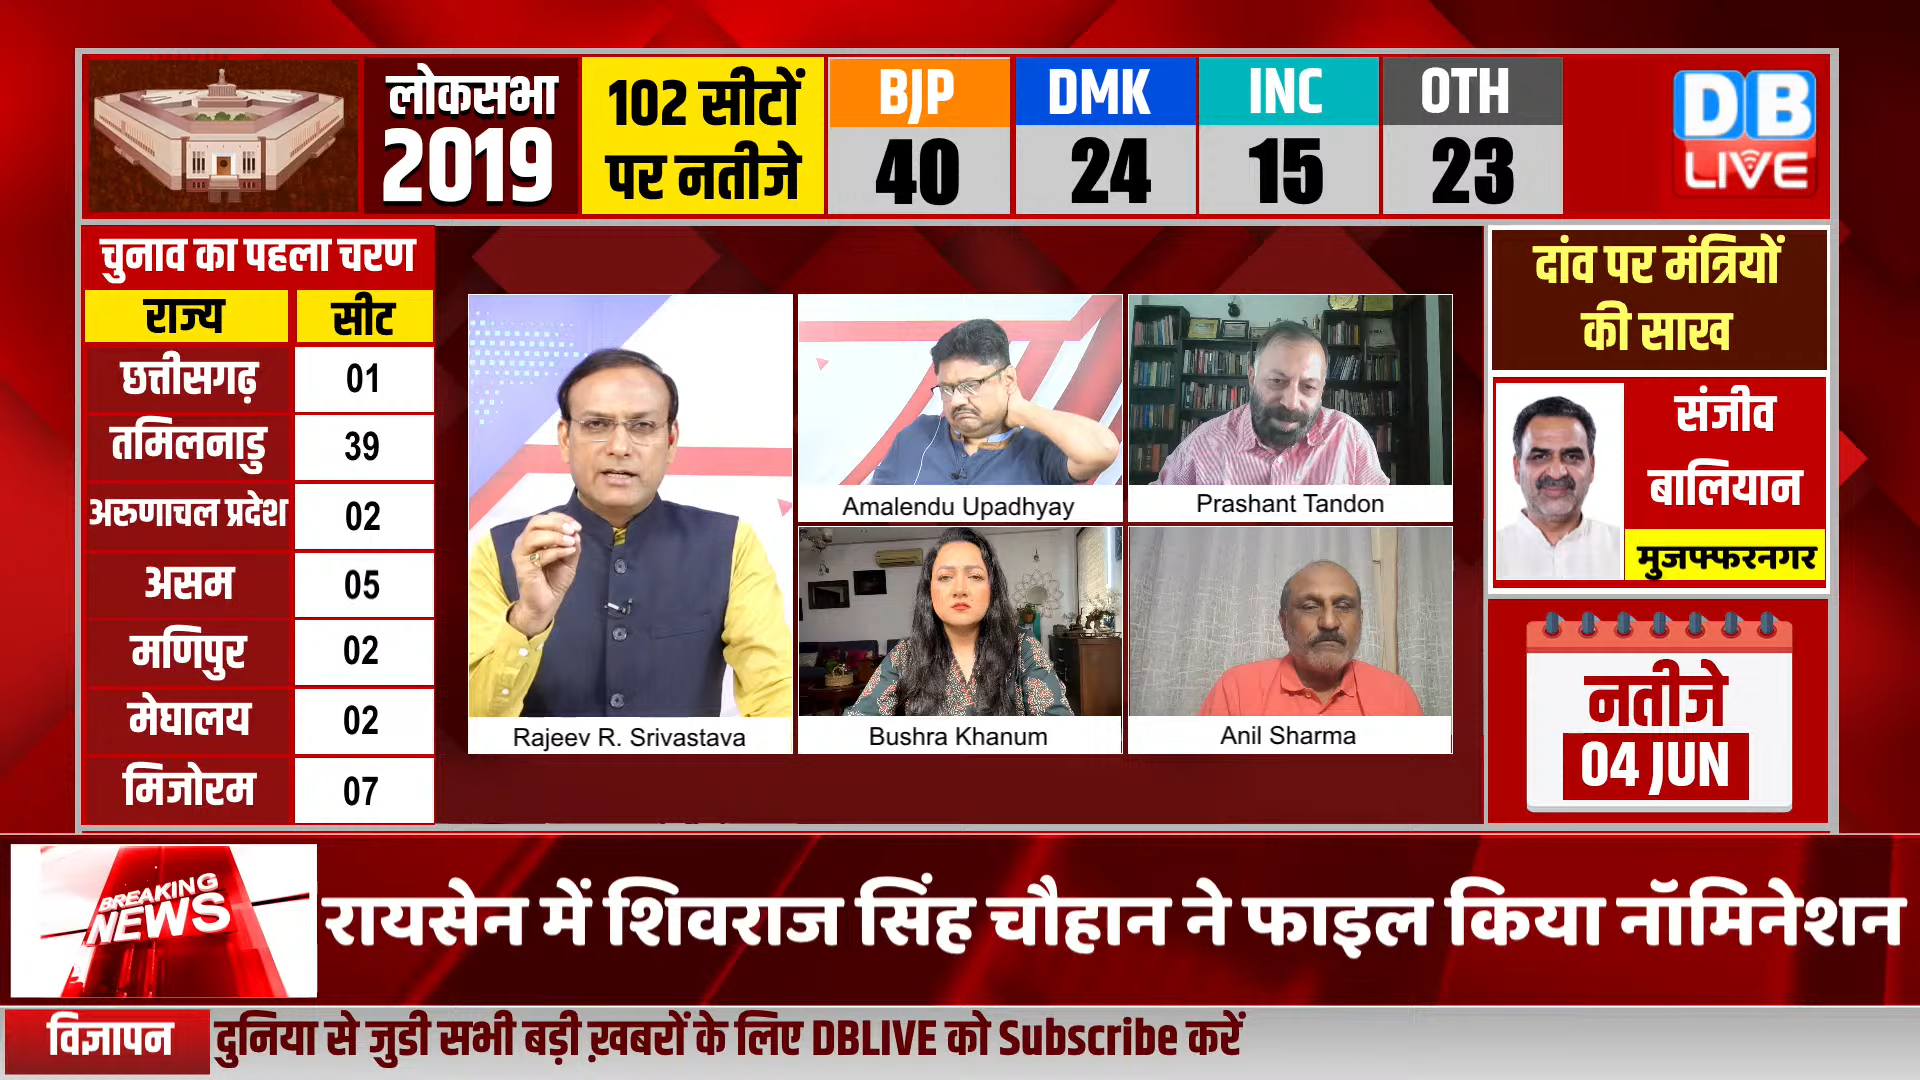 लोकसभा
2019
102 सीटों
पर नतीजे
BJP
40
DMK
24
INC
15
OTH
23
DB
LIVE
चुनाव का पहला चरण
राज्य सीट
छत्तीसगढ़ 01
तमिलनाडु 39
अरुणाचल प्रदेश 02
असम 05
मणिपुर 02
मेघालय 02
मिजोरम 07
Rajeev R. Srivastava
Amalendu Upadhyay
Prashant Tandon
Bushra Khanum
Anil Sharma
दांव पर मंत्रियों
की साख
संजीव
बालियान
मुजफ्फरनगर
नतीजे
04 JUN
BREAKING
NEWS
रायसेन में शिवराज सिंह चौहान ने फाइल किया नॉमिनेशन
विज्ञापन
दुनिया से जुडी सभी बड़ी ख़बरों के लिए DBLIVE को Subscribe करें